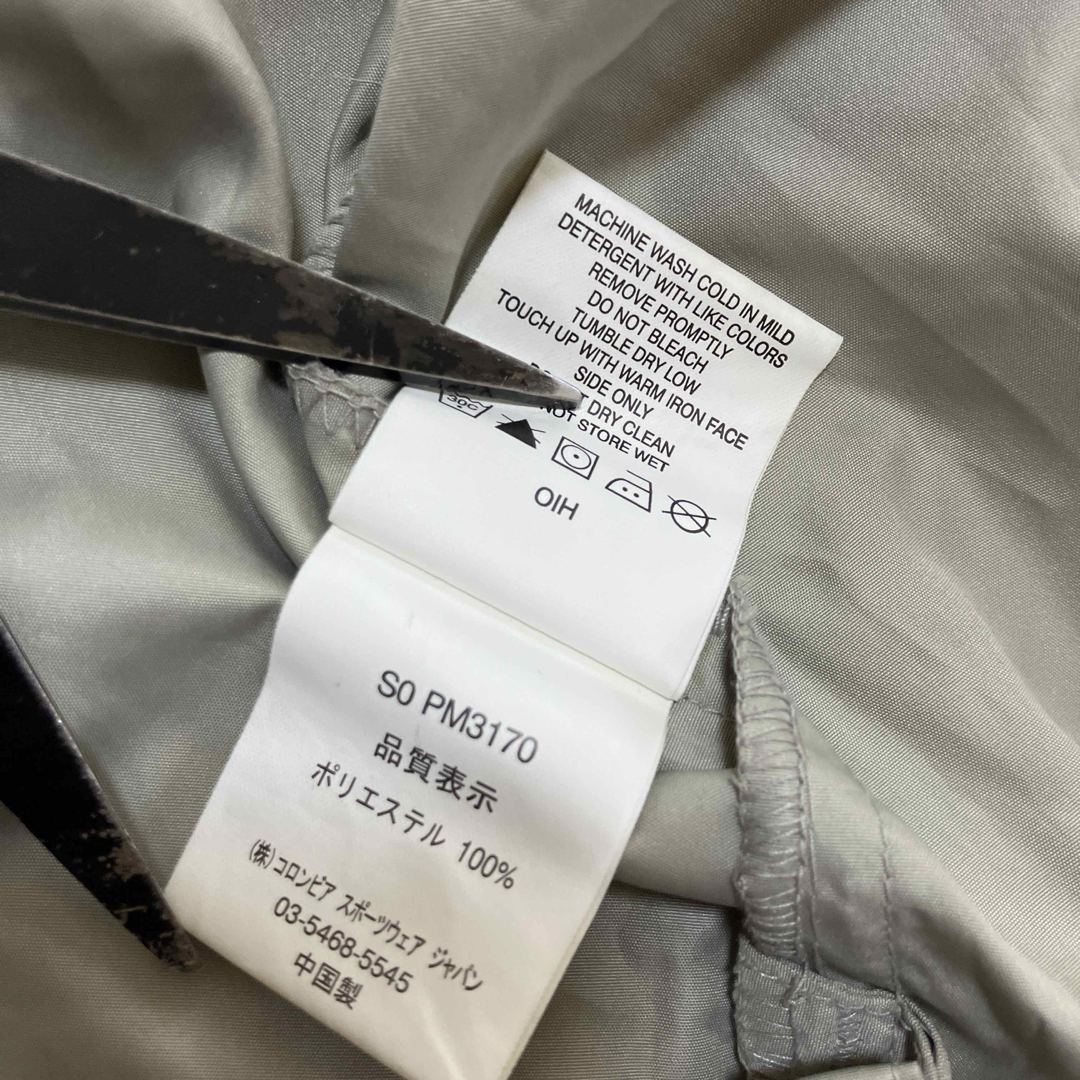 MACHINE WASH COLD IN MILD
DETERGENT WITH LIKE COLORS
REMOVE PROMPTLY
DO NOT BLEACH
TUMBLE DRY LOW
TOUCH UP WITH WARM IRON FACE
SIDE ONLY
DRY CLEAN
NOT STORE WET
30C
OIH
S0 PM3170
品質表示
ポリエステル 100%
(株)コロンビア スポーツウェア ジャパン
03-5468-5545
中国製